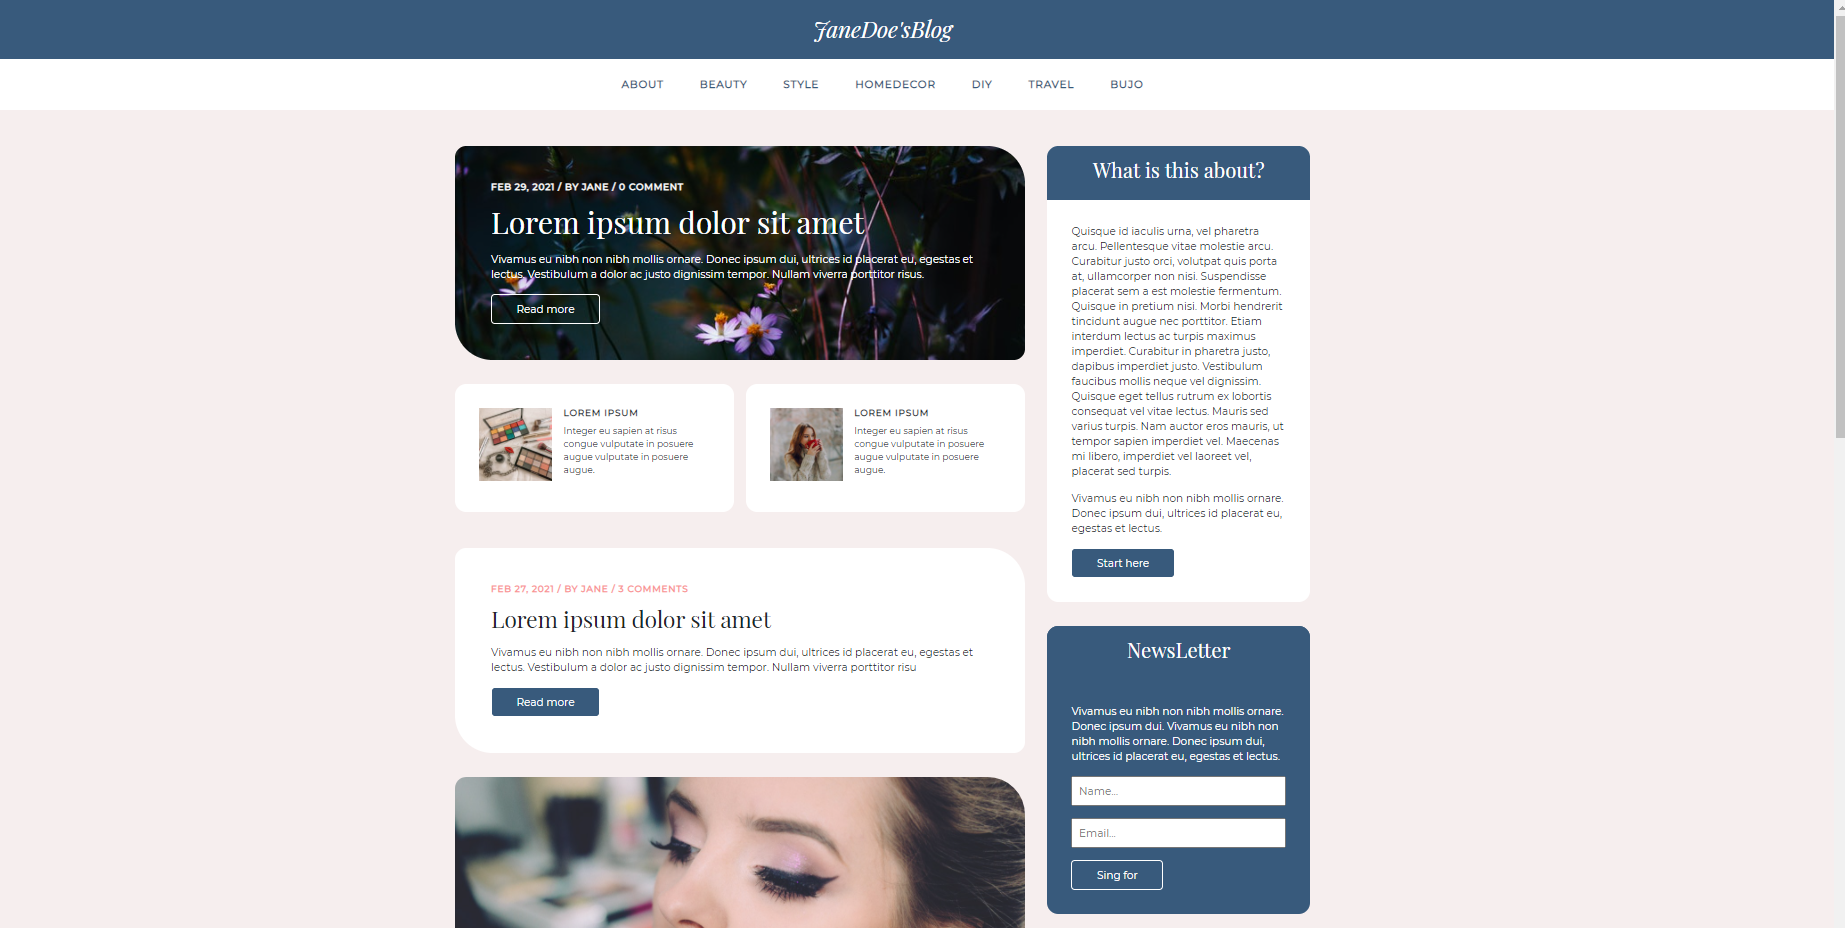 JaneDoe'sBlog
ABOUT BEAUTY STYLE HOMEDECOR DIY TRAVEL BUJO
FEB 29, 2021 / BY JANE / 0 COMMENT
Lorem ipsum dolor sit amet
Vivamus eu nibh non nibh mollis ornare. Donec ipsum dui, ultrices id placerat eu, egestas et
lectus. Vestibulum a dolor ac justo dignissim tempor. Nullam viverra porttitor risus.
Read more
LOREM IPSUM
Integer eu sapien at risus
congue vulputate in posuere
augue vulputate in posuere
augue.
LOREM IPSUM
Integer eu sapien at risus
congue vulputate in posuere
augue vulputate in posuere
augue.
FEB 27, 2021 / BY JANE / 3 COMMENTS
Lorem ipsum dolor sit amet
Vivamus eu nibh non nibh mollis ornare. Donec ipsum dui, ultrices id placerat eu, egestas et
lectus. Vestibulum a dolor ac justo dignissim tempor. Nullam viverra porttitor risu
Read more
What is this about?
Quisque id iaculis urna, vel pharetra
arcu. Pellentesque vitae molestie arcu.
Curabitur justo orci, volutpat quis porta
at, ullamcorper non nisi. Suspendisse
placerat sem a est molestie fermentum.
Quisque in pretium nisi. Morbi hendrerit
tincidunt augue nec porttitor. Etiam
interdum lectus ac turpis maximus
imperdiet. Curabitur in pharetra justo,
dapibus imperdiet justo. Vestibulum
faucibus mollis neque vel dignissim.
Quisque eget tellus rutrum ex lobortis
consequat vel vitae lectus. Mauris sed
varius turpis. Nam auctor eros mauris, ut
tempor sapien imperdiet vel. Maecenas
mi libero, imperdiet vel laoreet vel,
placerat sed turpis.
Vivamus eu nibh non nibh mollis ornare.
Donec ipsum dui, ultrices id placerat eu,
egestas et lectus.
Start here
NewsLetter
Vivamus eu nibh non nibh mollis ornare.
Donec ipsum dui. Vivamus eu nibh non
nibh mollis ornare. Donec ipsum dui,
ultrices id placerat eu, egestas et lectus.
Name...
Email...
Sing for